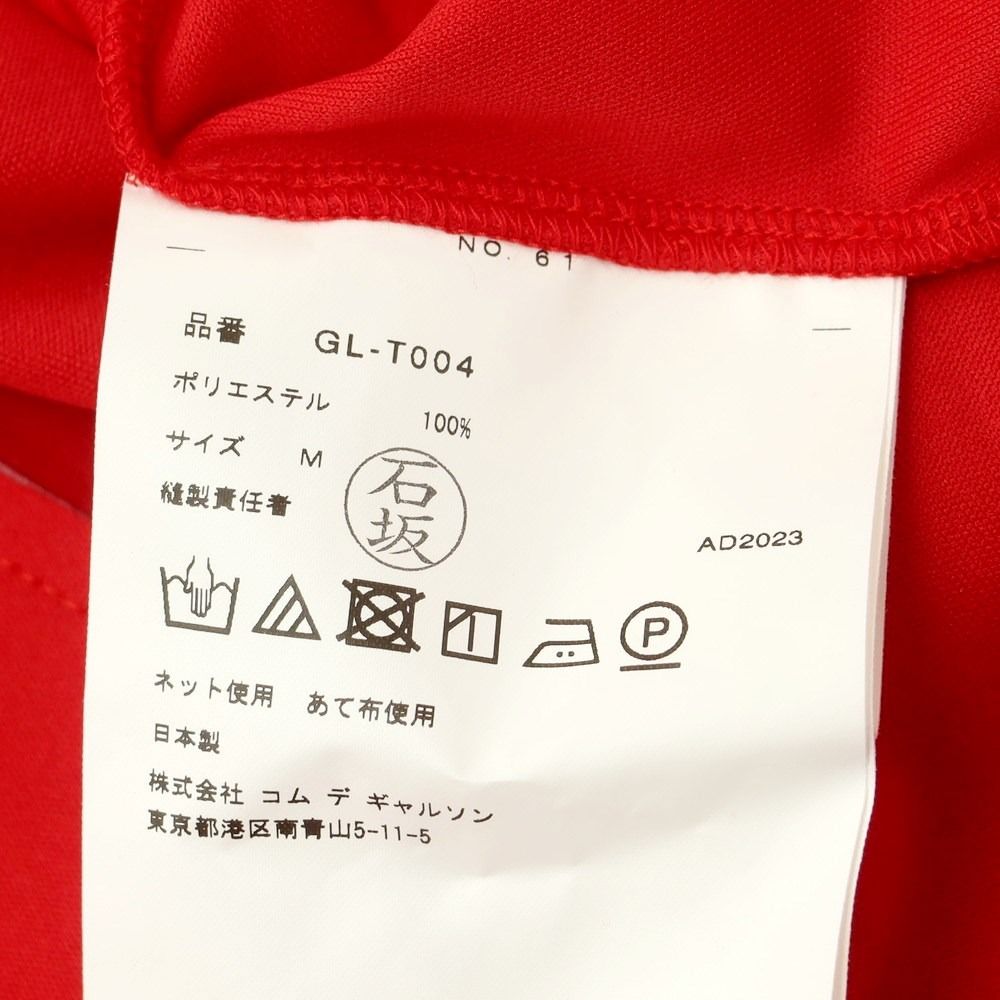 NO. 61
品番 GL-T004
ポリエステル 100%
サイズ M
縫製責任者 石坂
AD2023
P
ネット使用 あて布使用
日本製
株式会社 コム デ ギャルソン
東京都港区南青山5-11-5